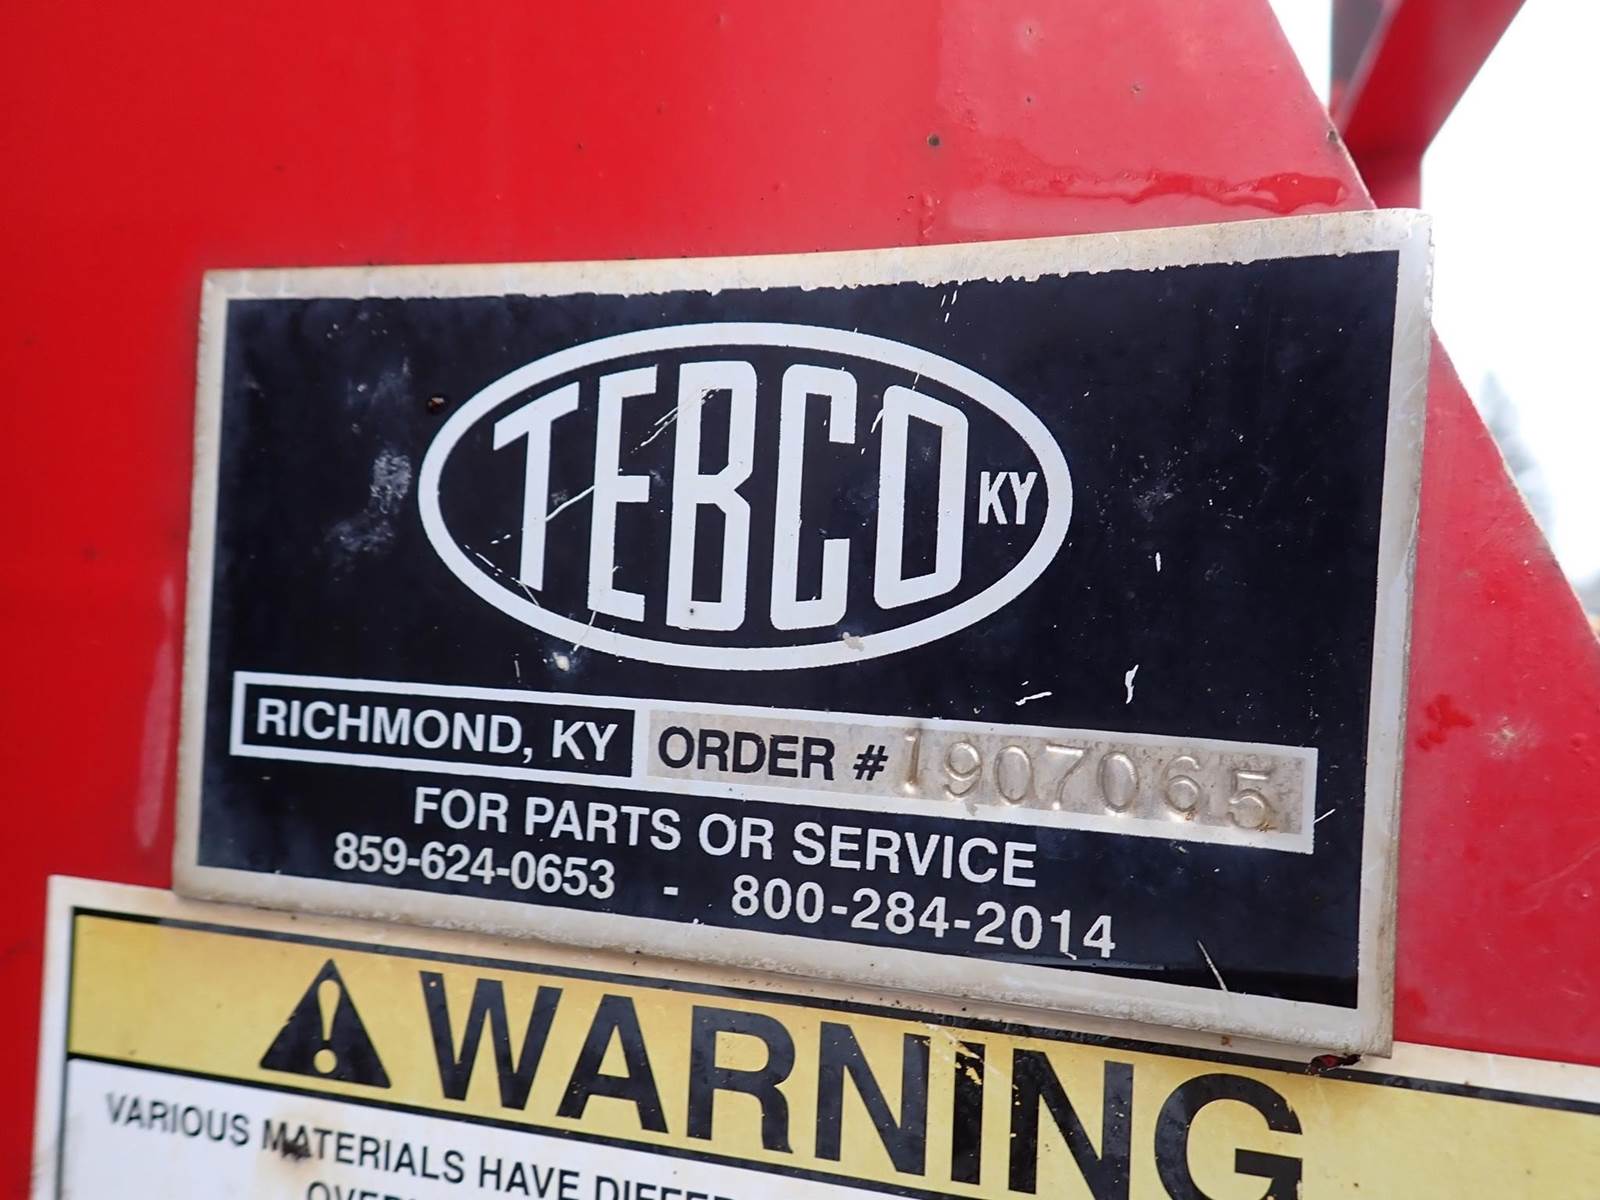 TEBCO KY
RICHMOND, KY ORDER # 1907065
FOR PARTS OR SERVICE
859-624-0653 - 800-284-2014
WARNING
VARIOUS MATERIALS HAVE